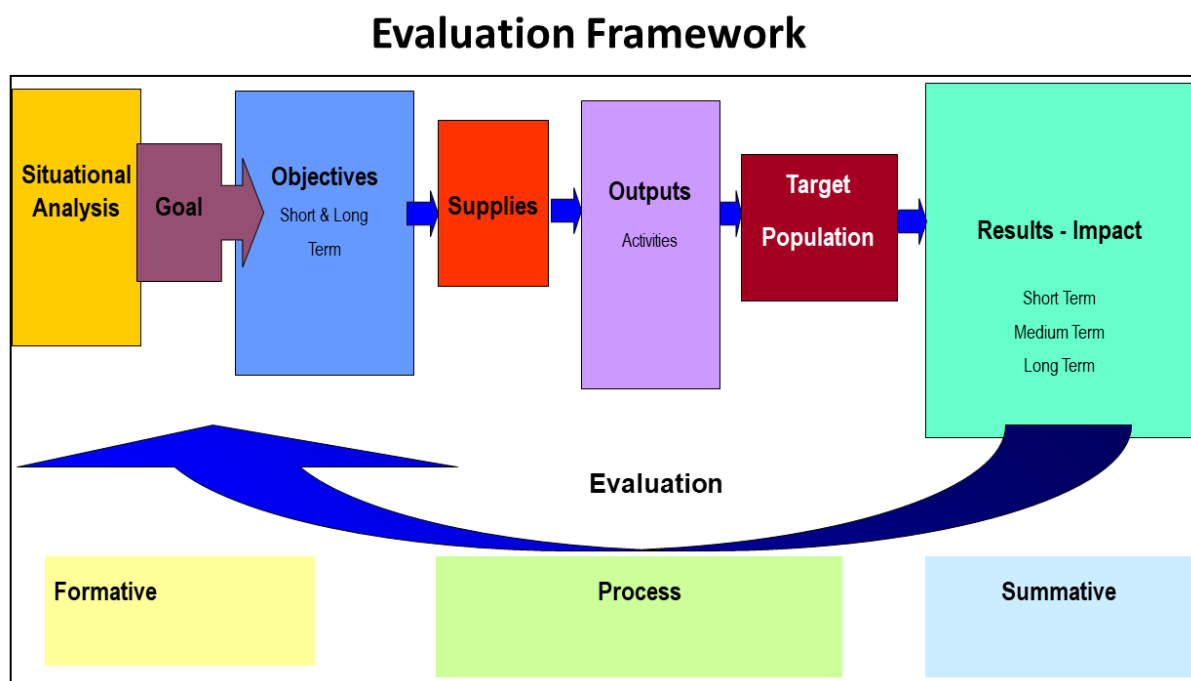 Evaluation Framework
Situational
Analysis
Goal
Objectives
Short & Long
Term
Supplies
Outputs
Activities
Target
Population
Results - Impact
Short Term
Medium Term
Long Term
Evaluation
Formative
Process
Summative